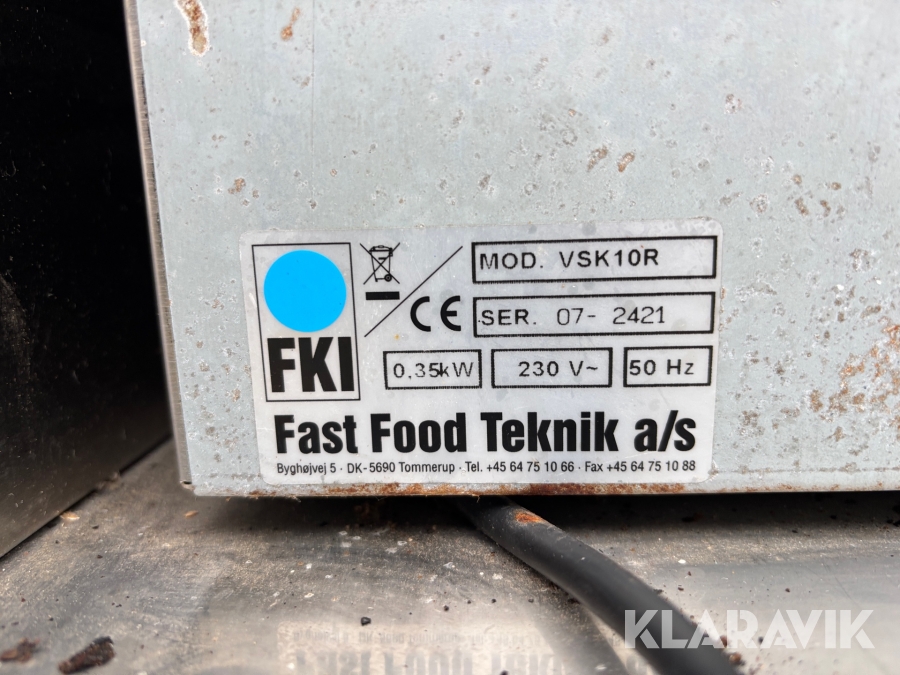 MOD. VSK10R
CE
SER. 07- 2421
FKI
0,35kW
230 V~
50 Hz
Fast Food Teknik a/s
Byghøjvej 5 · DK-5690 Tommerup · Tel. +45 64 75 10 66 · Fax +45 64 75 10 88
KLARAVIK